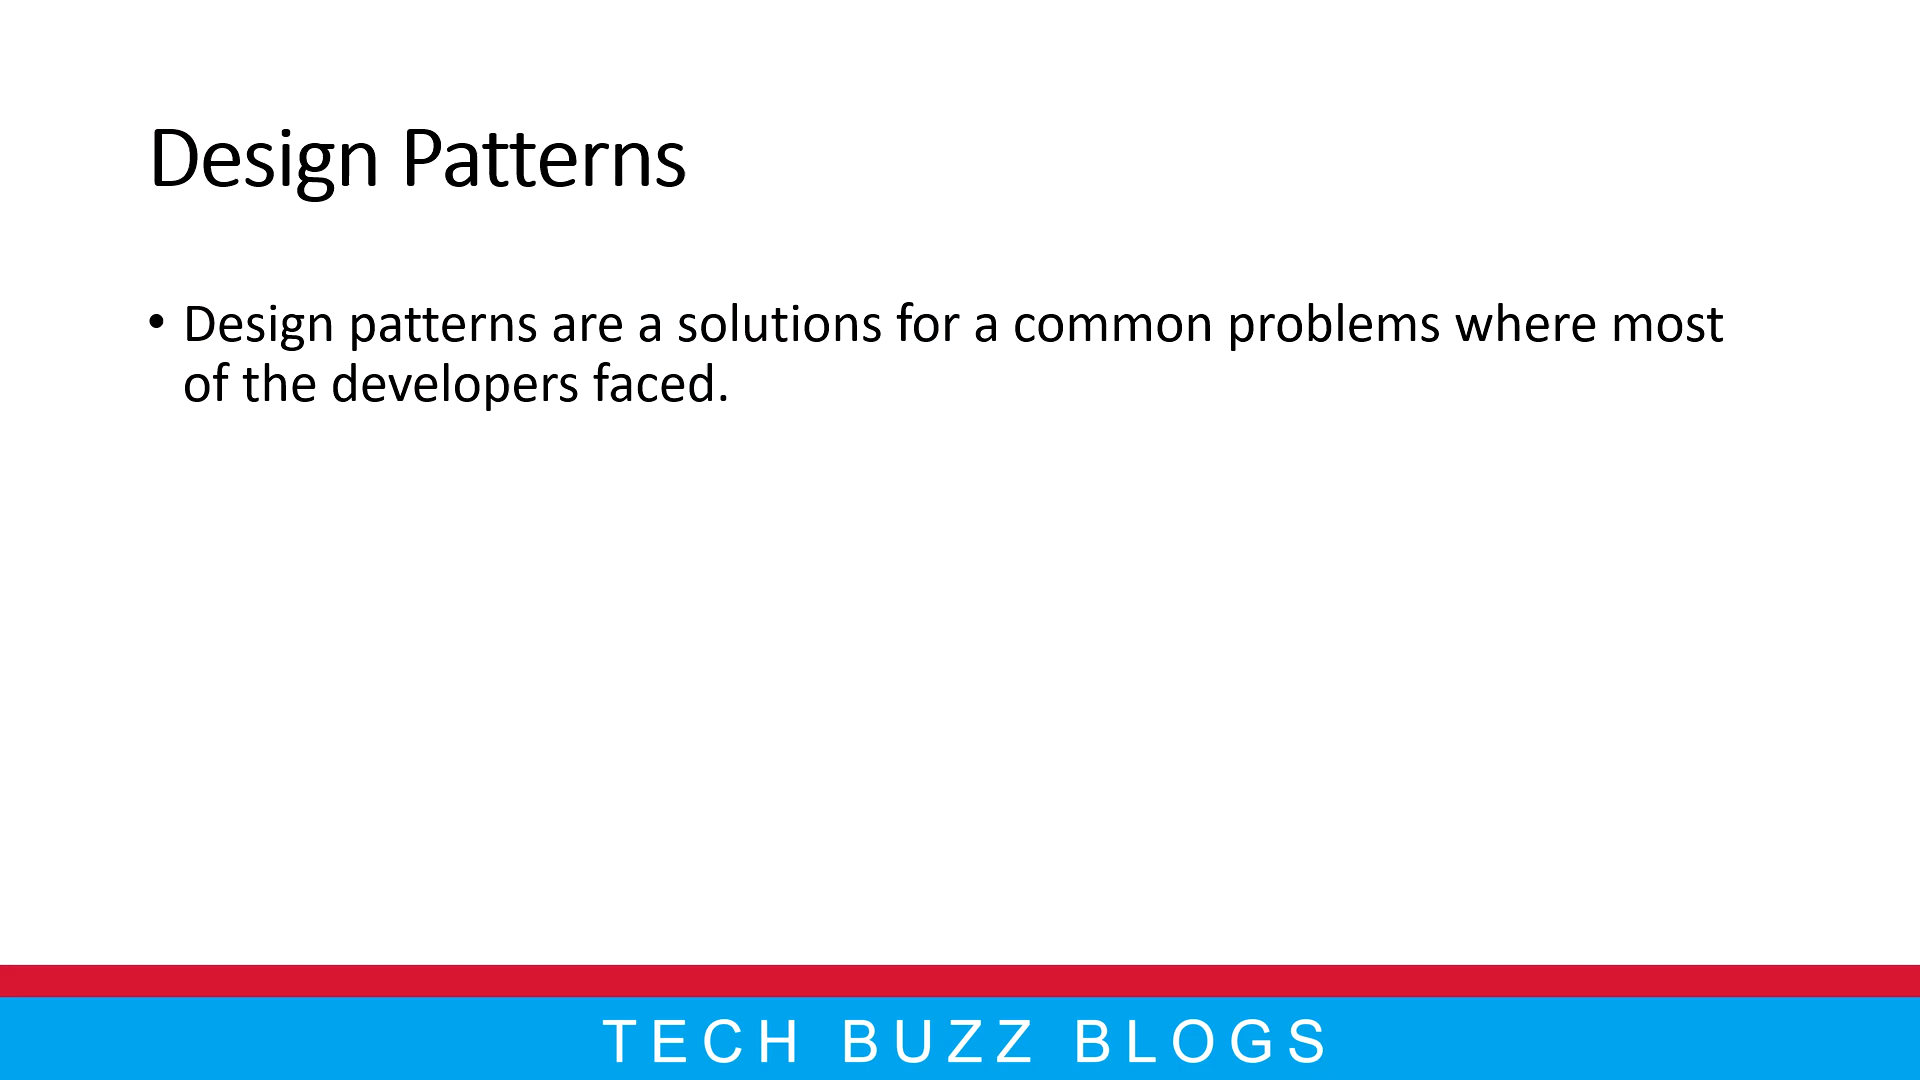 Design Patterns
• Design patterns are a solutions for a common problems where most
of the developers faced.
TECH BUZZ BLOGS